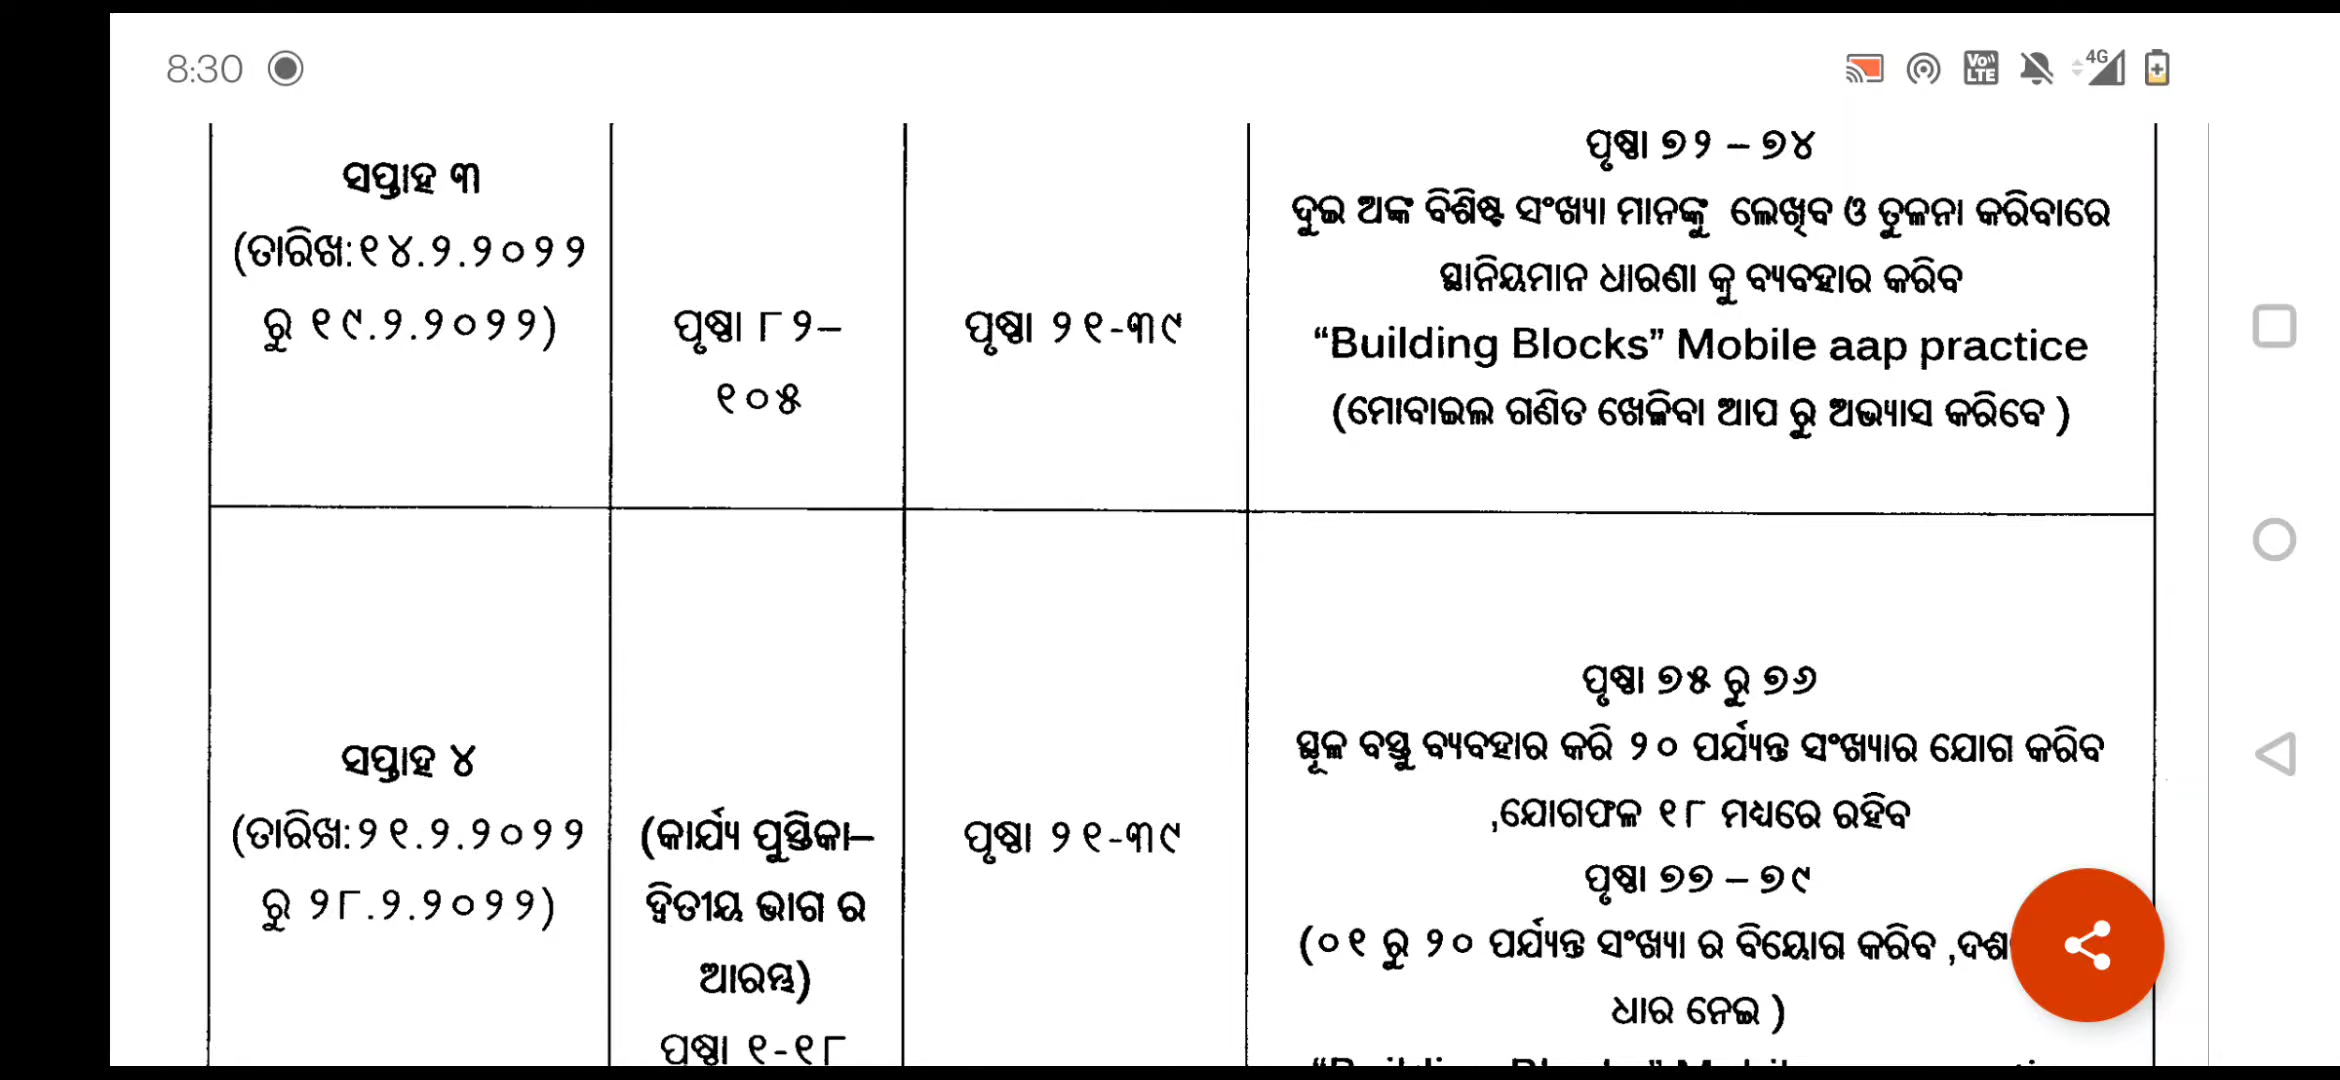 8:30
Vo LTE
4G
ସପ୍ତାହ ୩
(ତାରିଖ:୧୪.୨.୨୦୨୨
ରୁ ୧୯.୨.୨୦୨୨)
ପୃଷ୍ଠା ୮୨–
୧୦୫
ପୃଷ୍ଠା ୨୧-୩୯
ପୃଷ୍ଠା ୭୨ – ୭୪
ଦୁଇ ଅଙ୍କ ବିଶିଷ୍ଟ ସଂଖ୍ୟା ମାନଙ୍କୁ ଲେଖିବ ଓ ତୁଳନା କରିବାରେ
ସ୍ଥାନିୟମାନ ଧାରଣା କୁ ବ୍ୟବହାର କରିବ
“Building Blocks” Mobile aap practice
(ମୋବାଇଲ ଗଣିତ ଖେଳିବା ଆପ ରୁ ଅଭ୍ୟାସ କରିବେ )
ସପ୍ତାହ ୪
(ତାରିଖ:୨୧.୨.୨୦୨୨
ରୁ ୨୮.୨.୨୦୨୨)
(କାର୍ଯ୍ୟ ପୁସ୍ତିକା–
ଦ୍ଵିତୀୟ ଭାଗ ର
ଆରମ୍ଭ)
ପୃଷ୍ଠା ୧-୧୮
ପୃଷ୍ଠା ୨୧-୩୯
ପୃଷ୍ଠା ୭୫ ରୁ ୭୬
ସ୍ଥୂଳ ବସ୍ତୁ ବ୍ୟବହାର କରି ୨୦ ପର୍ଯ୍ୟନ୍ତ ସଂଖ୍ୟାର ଯୋଗ କରିବ
,ଯୋଗଫଳ ୧୮ ମଧ୍ୟରେ ରହିବ
ପୃଷ୍ଠା ୭୭ – ୭୯
(୦୧ ରୁ ୨୦ ପର୍ଯ୍ୟନ୍ତ ସଂଖ୍ୟା ର ବିୟୋଗ କରିବ ,ଦଶ
ଧାର ନେଇ )